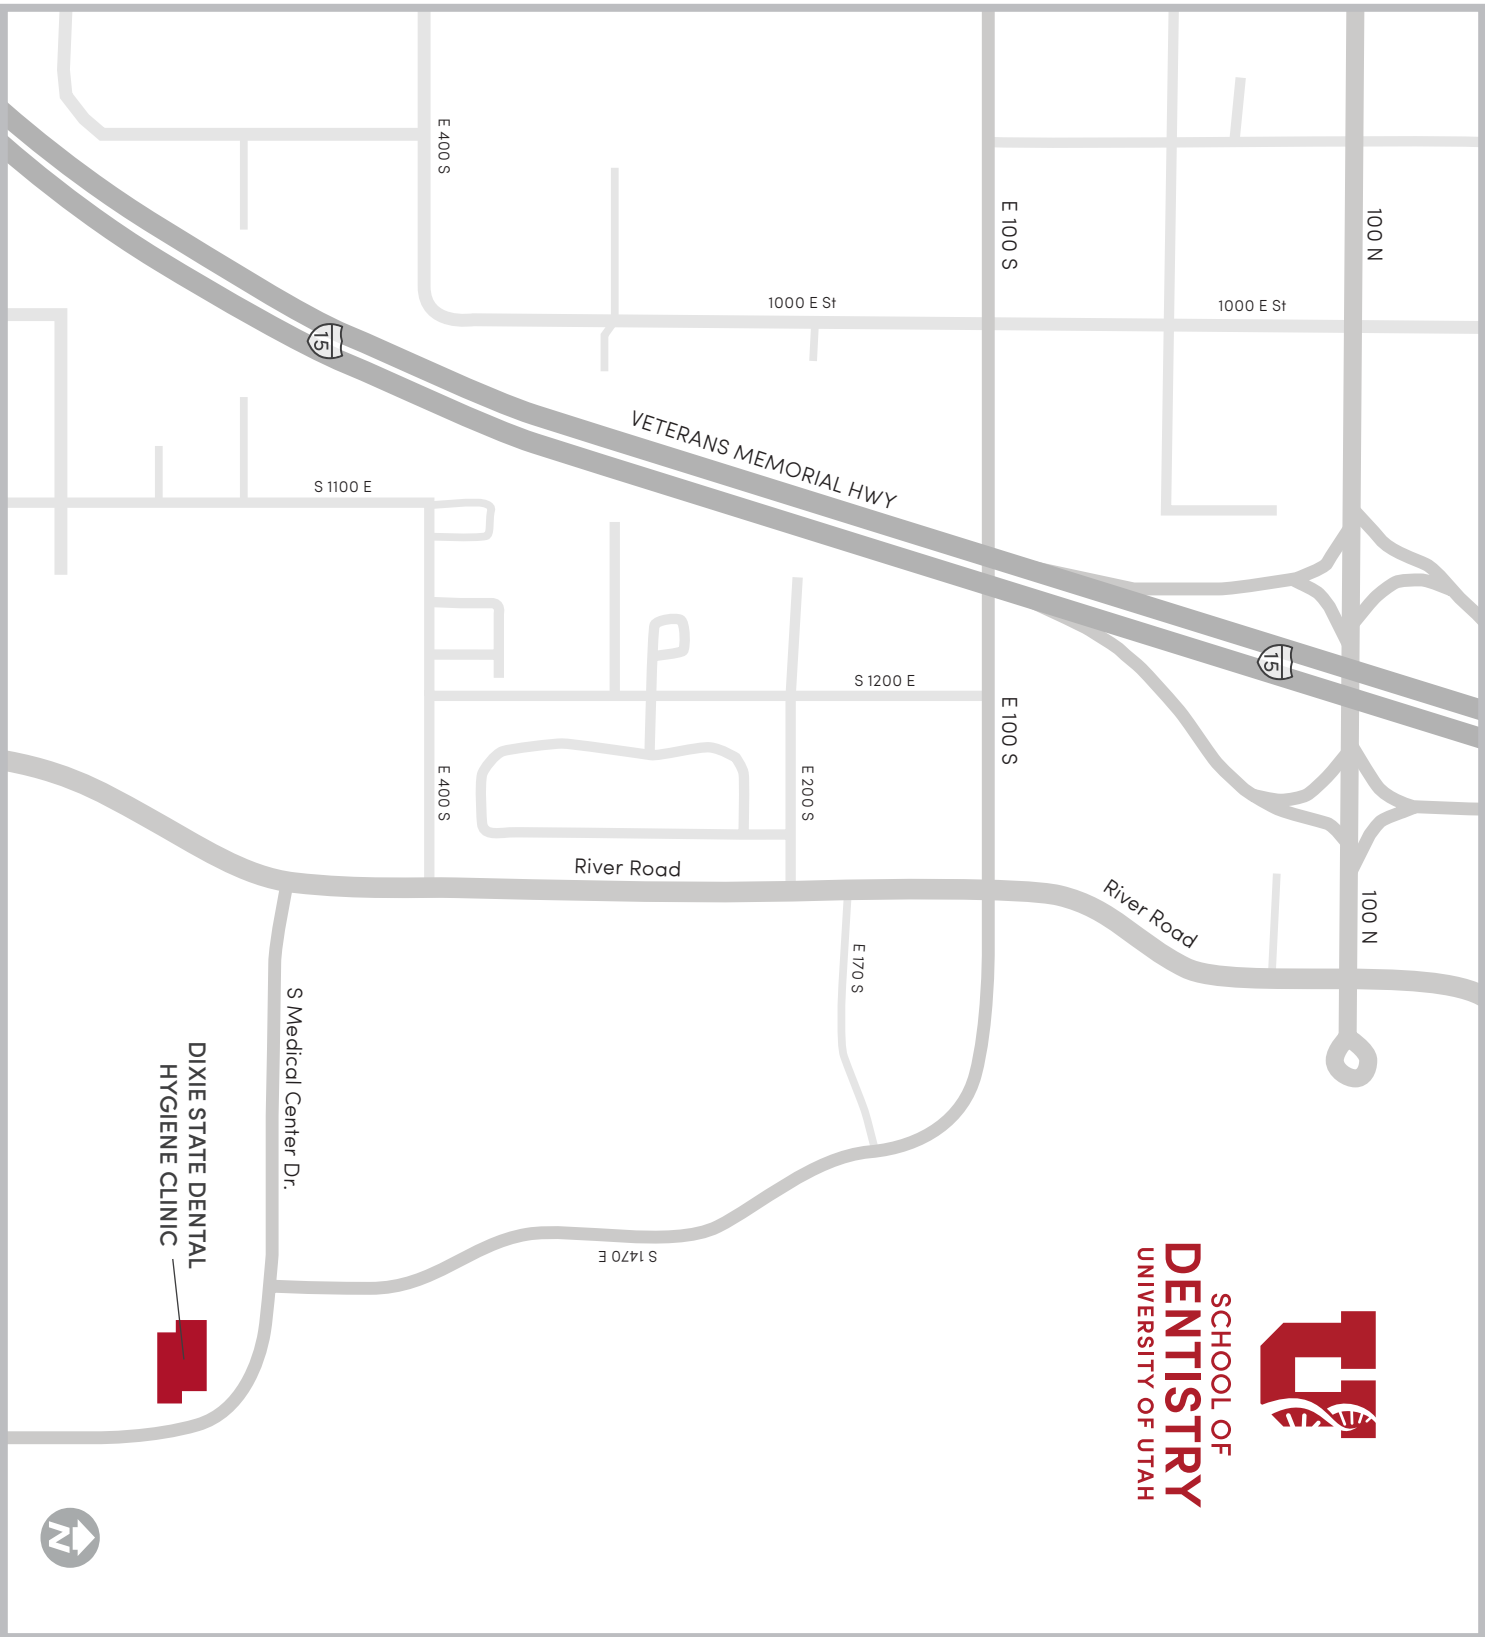 SCHOOL OF
DENTISTRY
UNIVERSITY OF UTAH
100 N
100 N
15
River Road
E 100 S
E 100 S
1000 E St
1000 E St
VETERANS MEMORIAL HWY
S 1200 E
E 200 S
E 170 S
River Road
S 1470 E
E 400 S
E 400 S
S 1100 E
15
S Medical Center Dr.
DIXIE STATE DENTAL
HYGIENE CLINIC
N